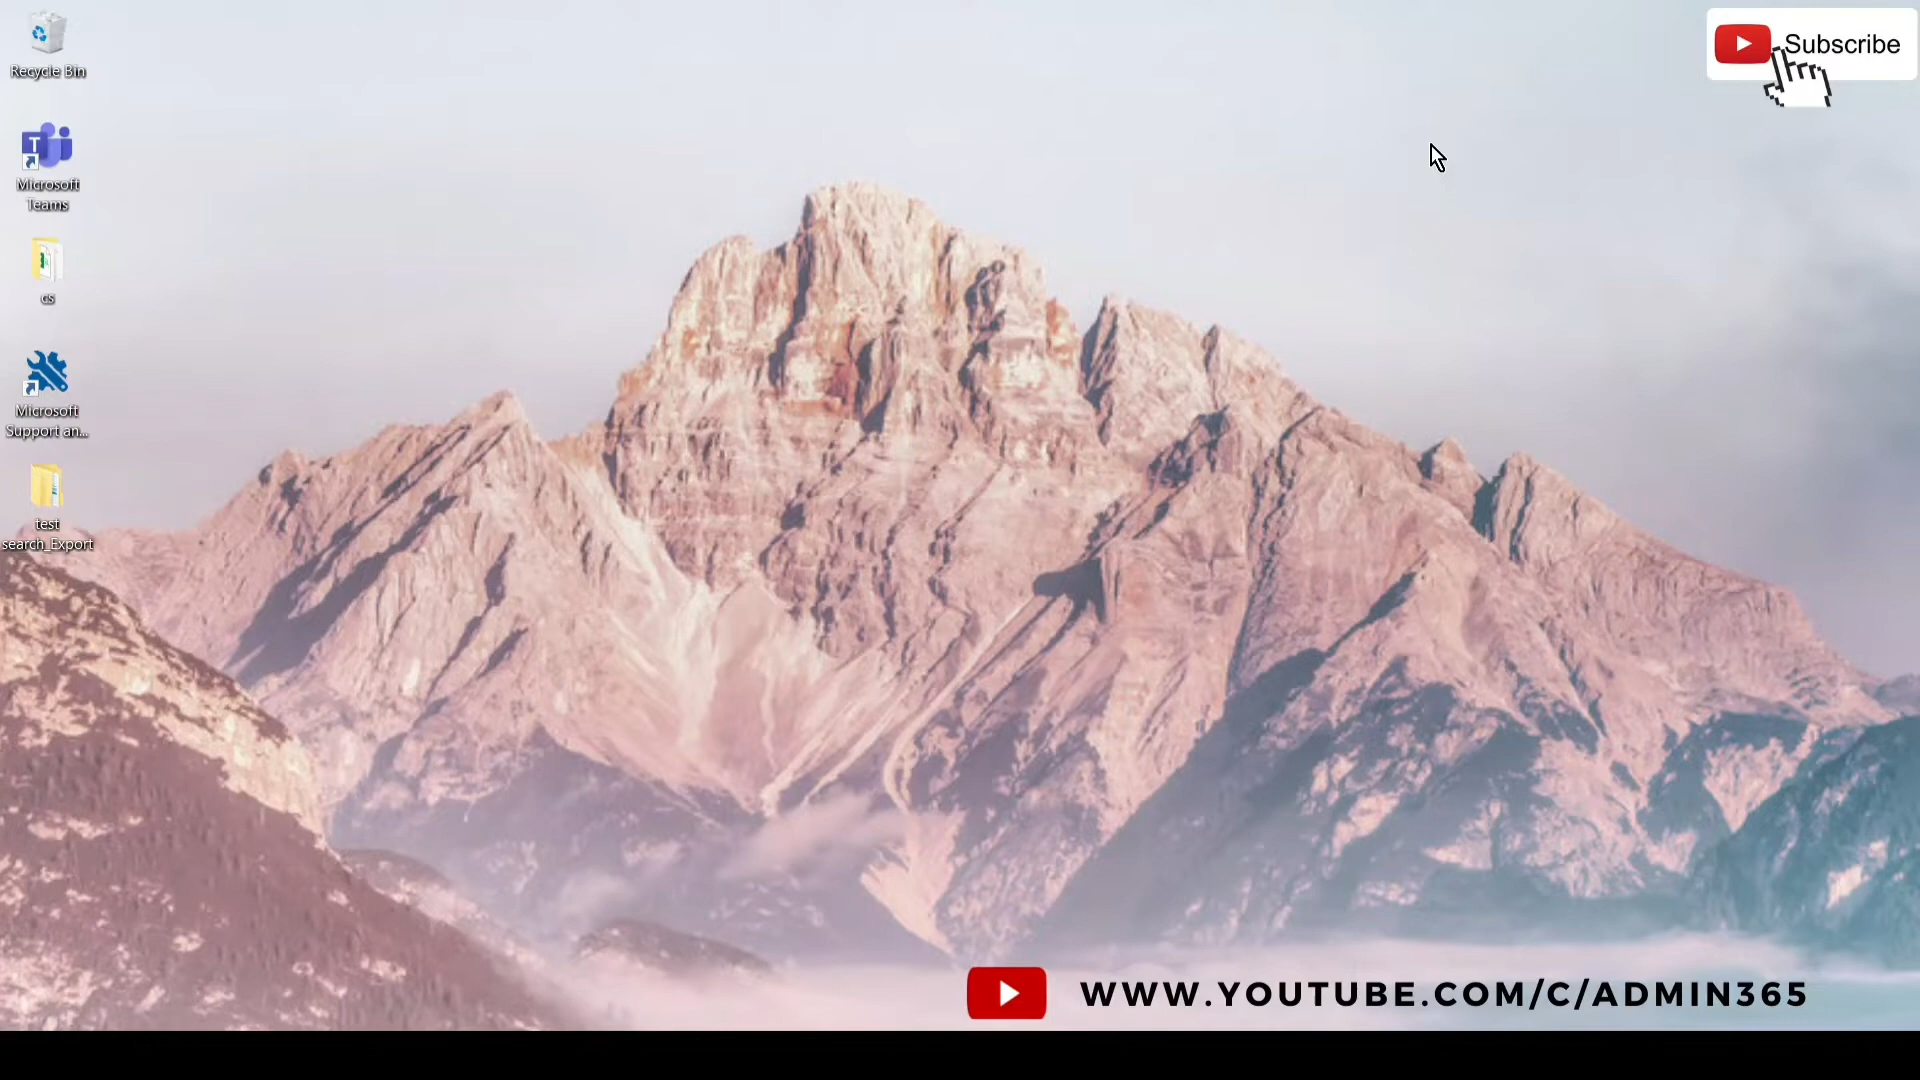 Recycle Bin
Subscribe
Microsoft
Teams
cs
Microsoft
Support an...
test
search_Export
WWW.YOUTUBE.COM/C/ADMIN365